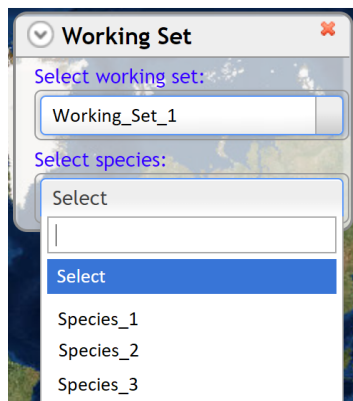 Working Set
Select working set:
Working_Set_1
Select species:
Select
Select
Species_1
Species_2
Species_3